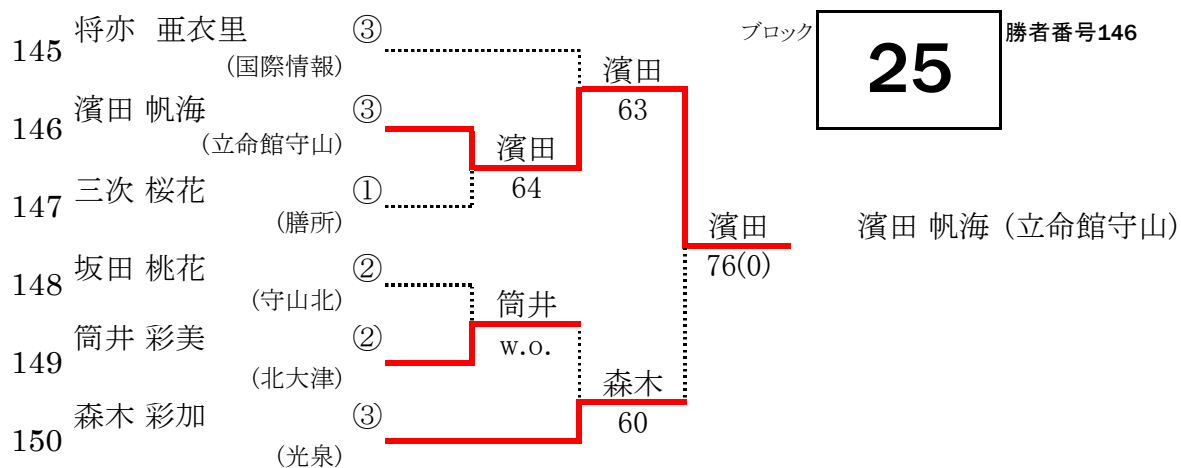 ブロック 25 勝者番号146
145 将亦 亜衣里 ③
(国際情報)
濱田
63
146 濱田 帆海 ③
(立命館守山)
濱田
64
147 三次 桜花 ①
(膳所)
濱田
76(0)
濱田 帆海 (立命館守山)
148 坂田 桃花 ②
(守山北)
筒井
w.o.
149 筒井 彩美 ②
(北大津)
森木
60
150 森木 彩加 ③
(光泉)